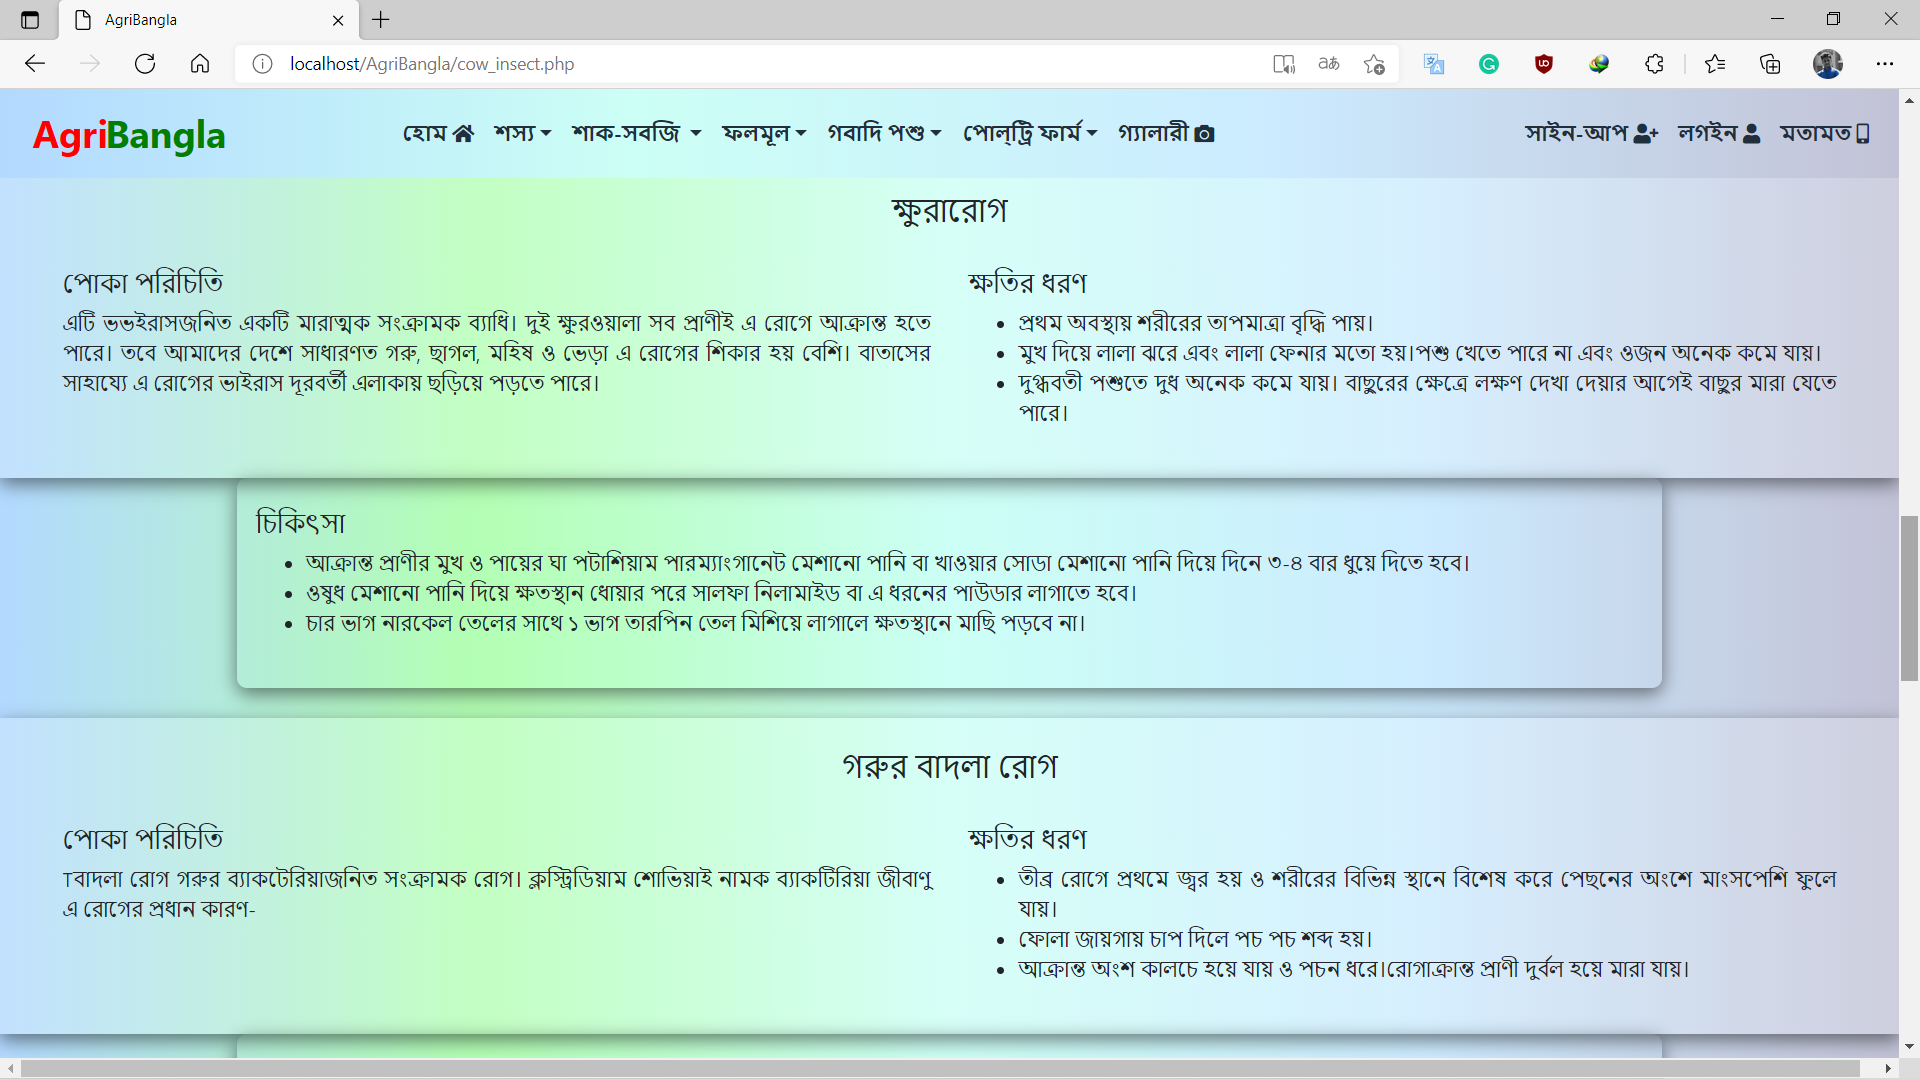 AgriBangla
localhost/AgriBangla/cow_insect.php
AgriBangla
হোম শস্য শাক-সবজি ফলমূল গবাদি পশু পোল্ট্রি ফার্ম গ্যালারী সাইন-আপ লগইন মতামত
ক্ষুরারোগ
পোকা পরিচিতি
এটি ভভইরাসজনিত একটি মারাত্মক সংক্রামক ব্যাধি। দুই ক্ষুরওয়ালা সব প্রাণীই এ রোগে আক্রান্ত হতে
পারে। তবে আমাদের দেশে সাধারণত গরু, ছাগল, মহিষ ও ভেড়া এ রোগের শিকার হয় বেশি। বাতাসের
সাহায্যে এ রোগের ভাইরাস দূরবর্তী এলাকায় ছড়িয়ে পড়তে পারে।
ক্ষতির ধরণ
প্রথম অবস্থায় শরীরের তাপমাত্রা বৃদ্ধি পায়।
মুখ দিয়ে লালা ঝরে এবং লালা ফেনার মতো হয়।পশু খেতে পারে না এবং ওজন অনেক কমে যায়।
দুগ্ধবতী পশুতে দুধ অনেক কমে যায়। বাছুরের ক্ষেত্রে লক্ষণ দেখা দেয়ার আগেই বাছুর মারা যেতে
পারে।
চিকিৎসা
আক্রান্ত প্রাণীর মুখ ও পায়ের ঘা পটাশিয়াম পারম্যাংগানেট মেশানো পানি বা খাওয়ার সোডা মেশানো পানি দিয়ে দিনে ৩-৪ বার ধুয়ে দিতে হবে।
ওষুধ মেশানো পানি দিয়ে ক্ষতস্থান ধোয়ার পরে সালফা নিলামাইড বা এ ধরনের পাউডার লাগাতে হবে।
চার ভাগ নারকেল তেলের সাথে ১ ভাগ তারপিন তেল মিশিয়ে লাগালে ক্ষতস্থানে মাছি পড়বে না।
গরুর বাদলা রোগ
পোকা পরিচিতি
Tবাদলা রোগ গরুর ব্যাকটেরিয়াজনিত সংক্রামক রোগ। ক্লস্ট্রিডিয়াম শোভিয়াই নামক ব্যাকটিরিয়া জীবাণু
এ রোগের প্রধান কারণ-
ক্ষতির ধরণ
তীব্র রোগে প্রথমে জ্বর হয় ও শরীরের বিভিন্ন স্থানে বিশেষ করে পেছনের অংশে মাংসপেশি ফুলে
যায়।
ফোলা জায়গায় চাপ দিলে পচ পচ শব্দ হয়।
আক্রান্ত অংশ কালচে হয়ে যায় ও পচন ধরে।রোগাক্রান্ত প্রাণী দুর্বল হয়ে মারা যায়।